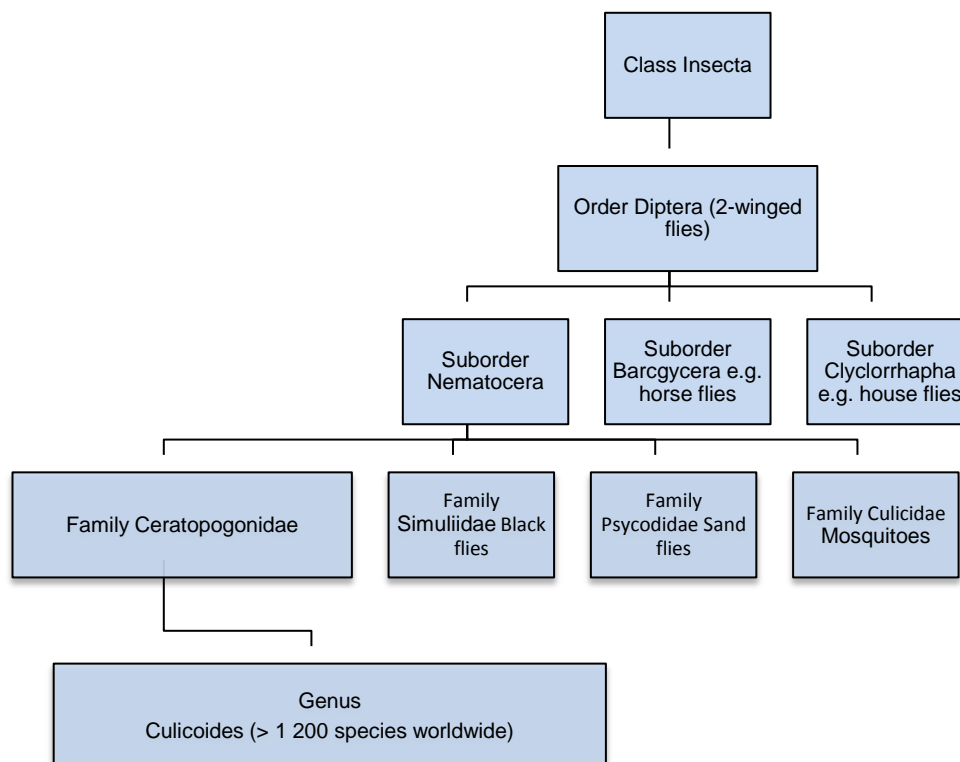 Class Insecta
Order Diptera (2-winged
flies)
Suborder
Nematocera
Suborder
Barcgycera e.g.
horse flies
Suborder
Clyclorrhapha
e.g. house flies
Family Ceratopogonidae
Family
Simuliidae Black
flies
Family
Psycodidae Sand
flies
Family Culicidae
Mosquitoes
Genus
Culicoides (> 1 200 species worldwide)